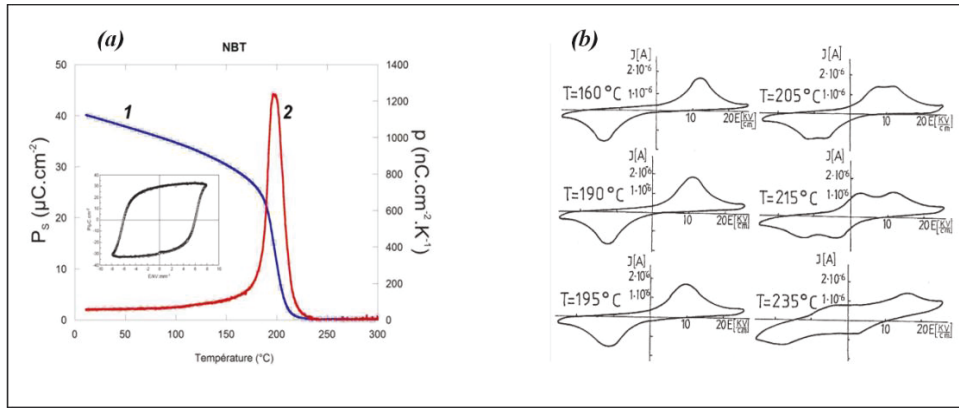 (a)
NBT
50
40
30
20
10
0
P_S (µC.cm⁻²)
1
2
1400
1200
1000
800
600
400
200
0
p (nC.cm⁻².K⁻¹)
0 50 100 150 200 250 300
Température (°C)
(b)
J[A]
2·10⁻⁶
1·10⁻⁶
T=160°C
10 20 E[KV/cm]
J[A]
2·10⁻⁶
1·10⁻⁶
T=205°C
10 20 E[KV/cm]
J[A]
2·10⁻⁶
1·10⁻⁶
T=190°C
10 20 E[KV/cm]
J[A]
2·10⁻⁶
1·10⁻⁶
T=215°C
10 20 E[KV/cm]
J[A]
2·10⁻⁶
1·10⁻⁶
T=195°C
10 20 E[KV/cm]
J[A]
2·10⁻⁶
1·10⁻⁶
T=235°C
10 20 E[KV/cm]